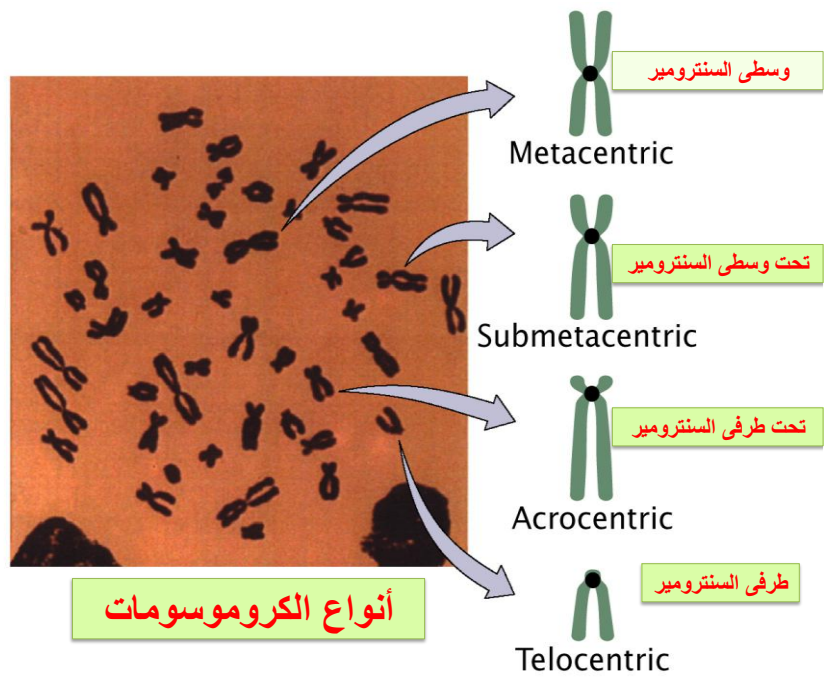 وسطى السنترومير
Metacentric
تحت وسطى السنترومير
Submetacentric
تحت طرفى السنترومير
Acrocentric
طرفى السنترومير
Telocentric
أنواع الكروموسومات